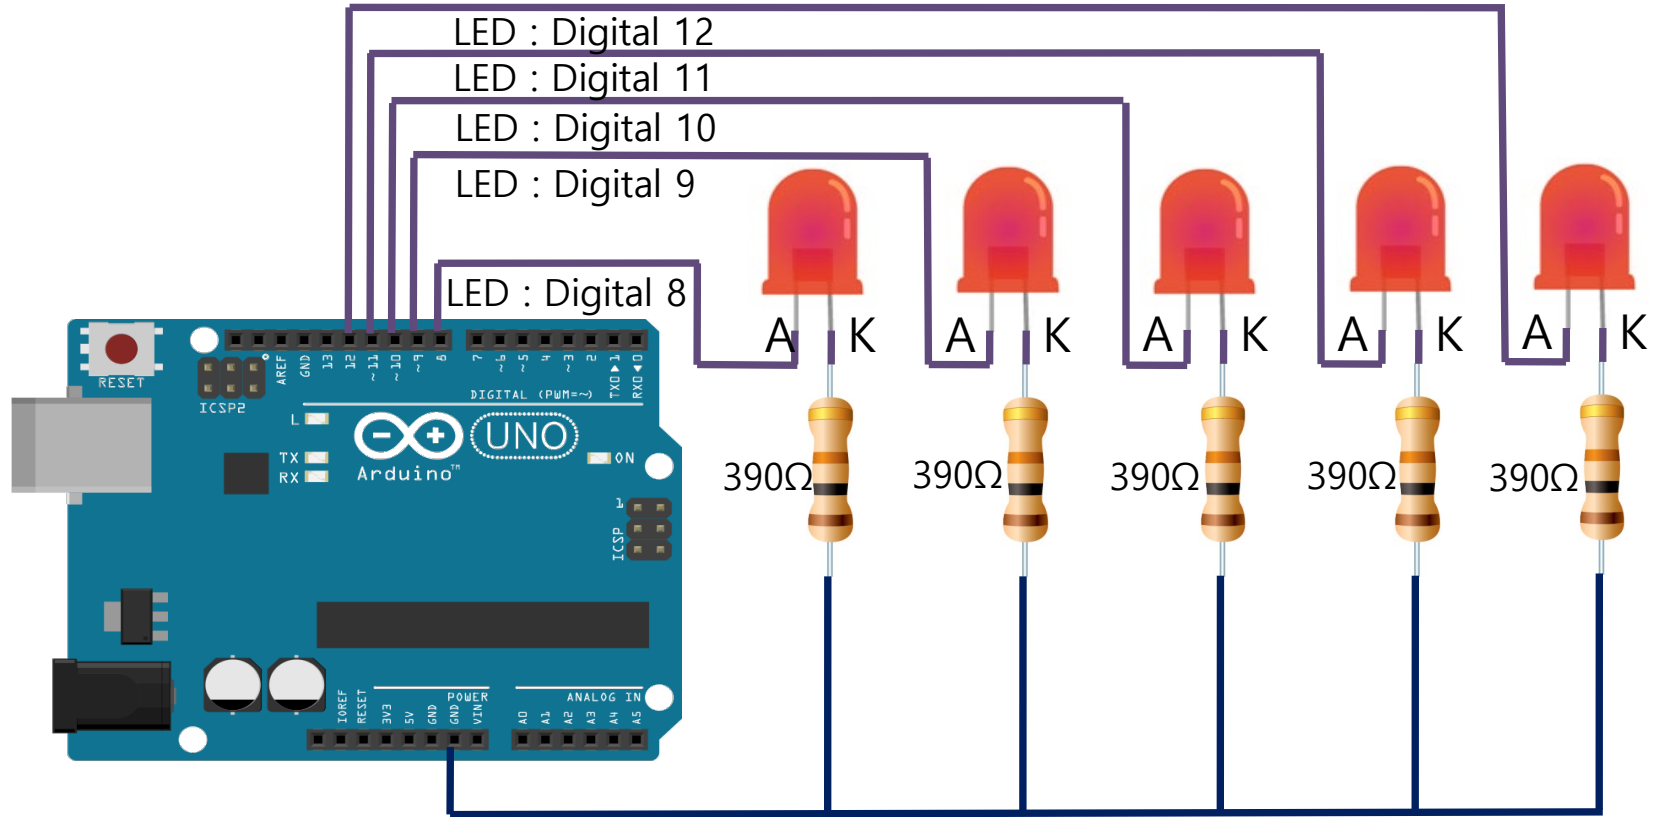 LED : Digital 12
LED : Digital 11
LED : Digital 10
LED : Digital 9
LED : Digital 8
A K A K A K A K A K
RESET
ICSP2
AREF
GND
13
12
~11
~10
~9
8
7
~6
~5
4
~3
2
TX0▶1
RX0◀0
DIGITAL (PWM=~)
L
TX
RX
Arduino™
UNO
ON
1
ICSP
390Ω 390Ω 390Ω 390Ω 390Ω
POWER
ANALOG IN
IOREF
RESET
3V3
5V
GND
GND
VIN
A0
A1
A2
A3
A4
A5